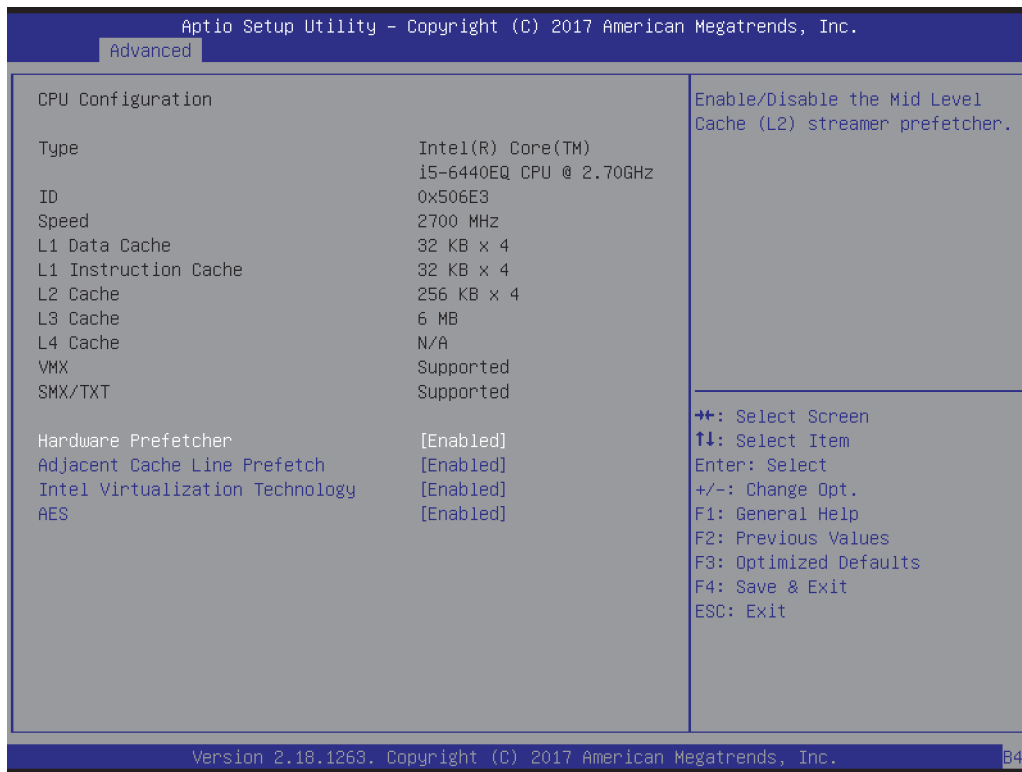 Aptio Setup Utility – Copyright (C) 2017 American Megatrends, Inc.
Advanced
CPU Configuration
Type Intel(R) Core(TM)
i5-6440EQ CPU @ 2.70GHz
ID 0x506E3
Speed 2700 MHz
L1 Data Cache 32 KB x 4
L1 Instruction Cache 32 KB x 4
L2 Cache 256 KB x 4
L3 Cache 6 MB
L4 Cache N/A
VMX Supported
SMX/TXT Supported
Hardware Prefetcher [Enabled]
Adjacent Cache Line Prefetch [Enabled]
Intel Virtualization Technology [Enabled]
AES [Enabled]
Enable/Disable the Mid Level
Cache (L2) streamer prefetcher.
→←: Select Screen
↑↓: Select Item
Enter: Select
+/-: Change Opt.
F1: General Help
F2: Previous Values
F3: Optimized Defaults
F4: Save & Exit
ESC: Exit
Version 2.18.1263. Copyright (C) 2017 American Megatrends, Inc.
B4